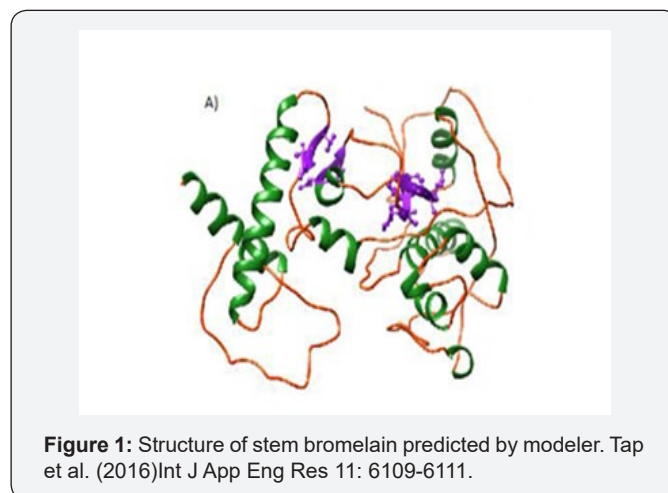 A)
Figure 1: Structure of stem bromelain predicted by modeler. Tap
et al. (2016)Int J App Eng Res 11: 6109-6111.